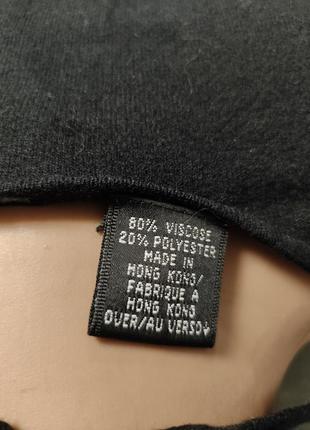 80% VISCOSE
20% POLYESTER
MADE IN
HONG KONG/
FABRIQUE A
HONG KONG
OVER/AU VERSO→